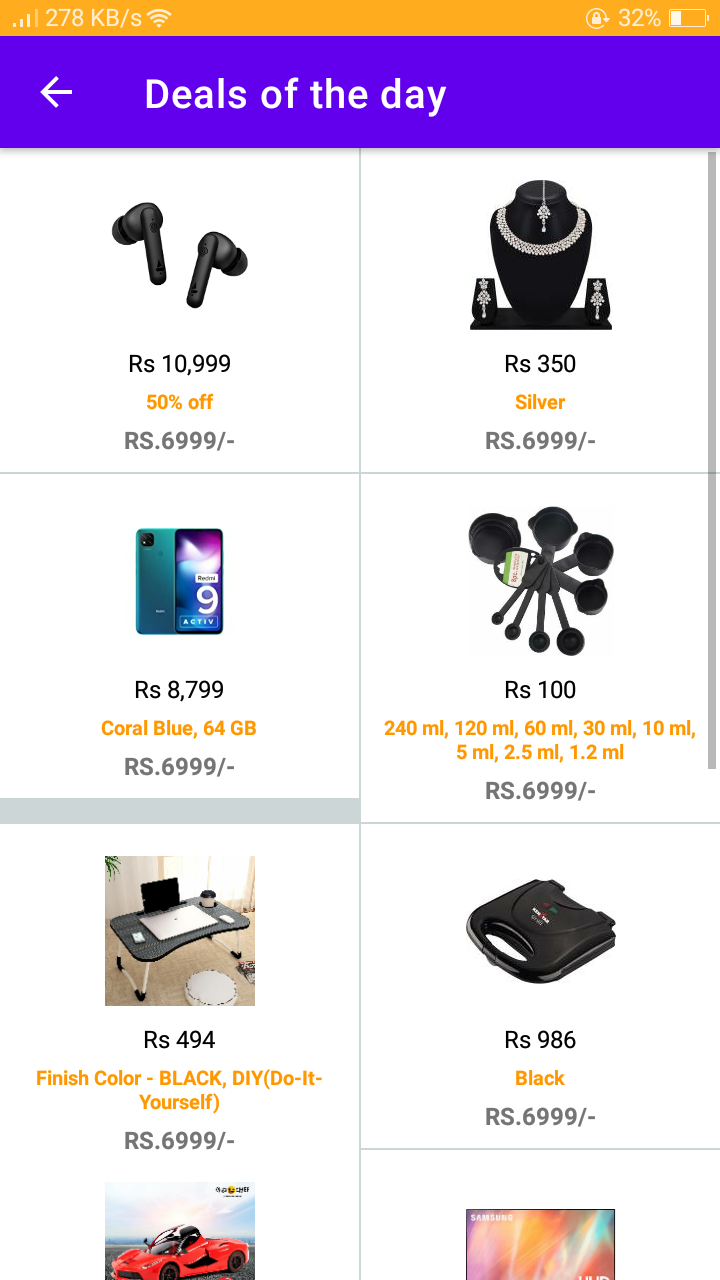 278 KB/s
32%
Deals of the day
Rs 10,999
50% off
RS.6999/-
Rs 350
Silver
RS.6999/-
Redmi
9
ACTIV
Rs 8,799
Coral Blue, 64 GB
RS.6999/-
8pc.
Rs 100
240 ml, 120 ml, 60 ml, 30 ml, 10 ml,
5 ml, 2.5 ml, 1.2 ml
RS.6999/-
Rs 494
Finish Color - BLACK, DIY(Do-It-
Yourself)
RS.6999/-
Rs 986
Black
RS.6999/-
SAMSUNG